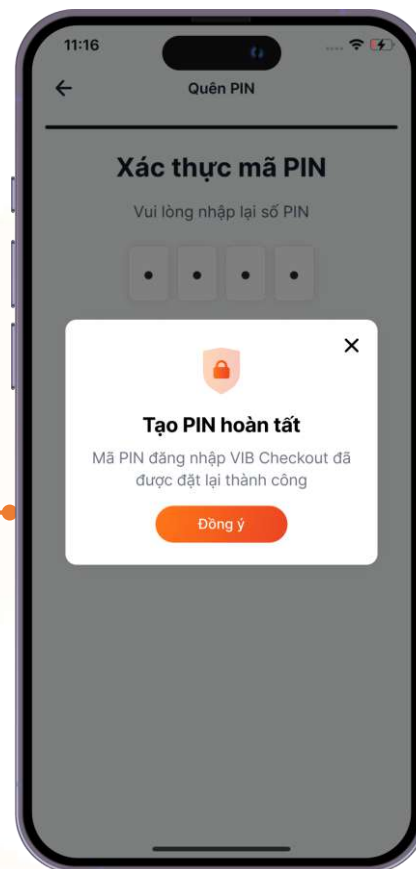 11:16
Quên PIN
Xác thực mã PIN
Vui lòng nhập lại số PIN
Tạo PIN hoàn tất
Mã PIN đăng nhập VIB Checkout đã
được đặt lại thành công
Đồng ý